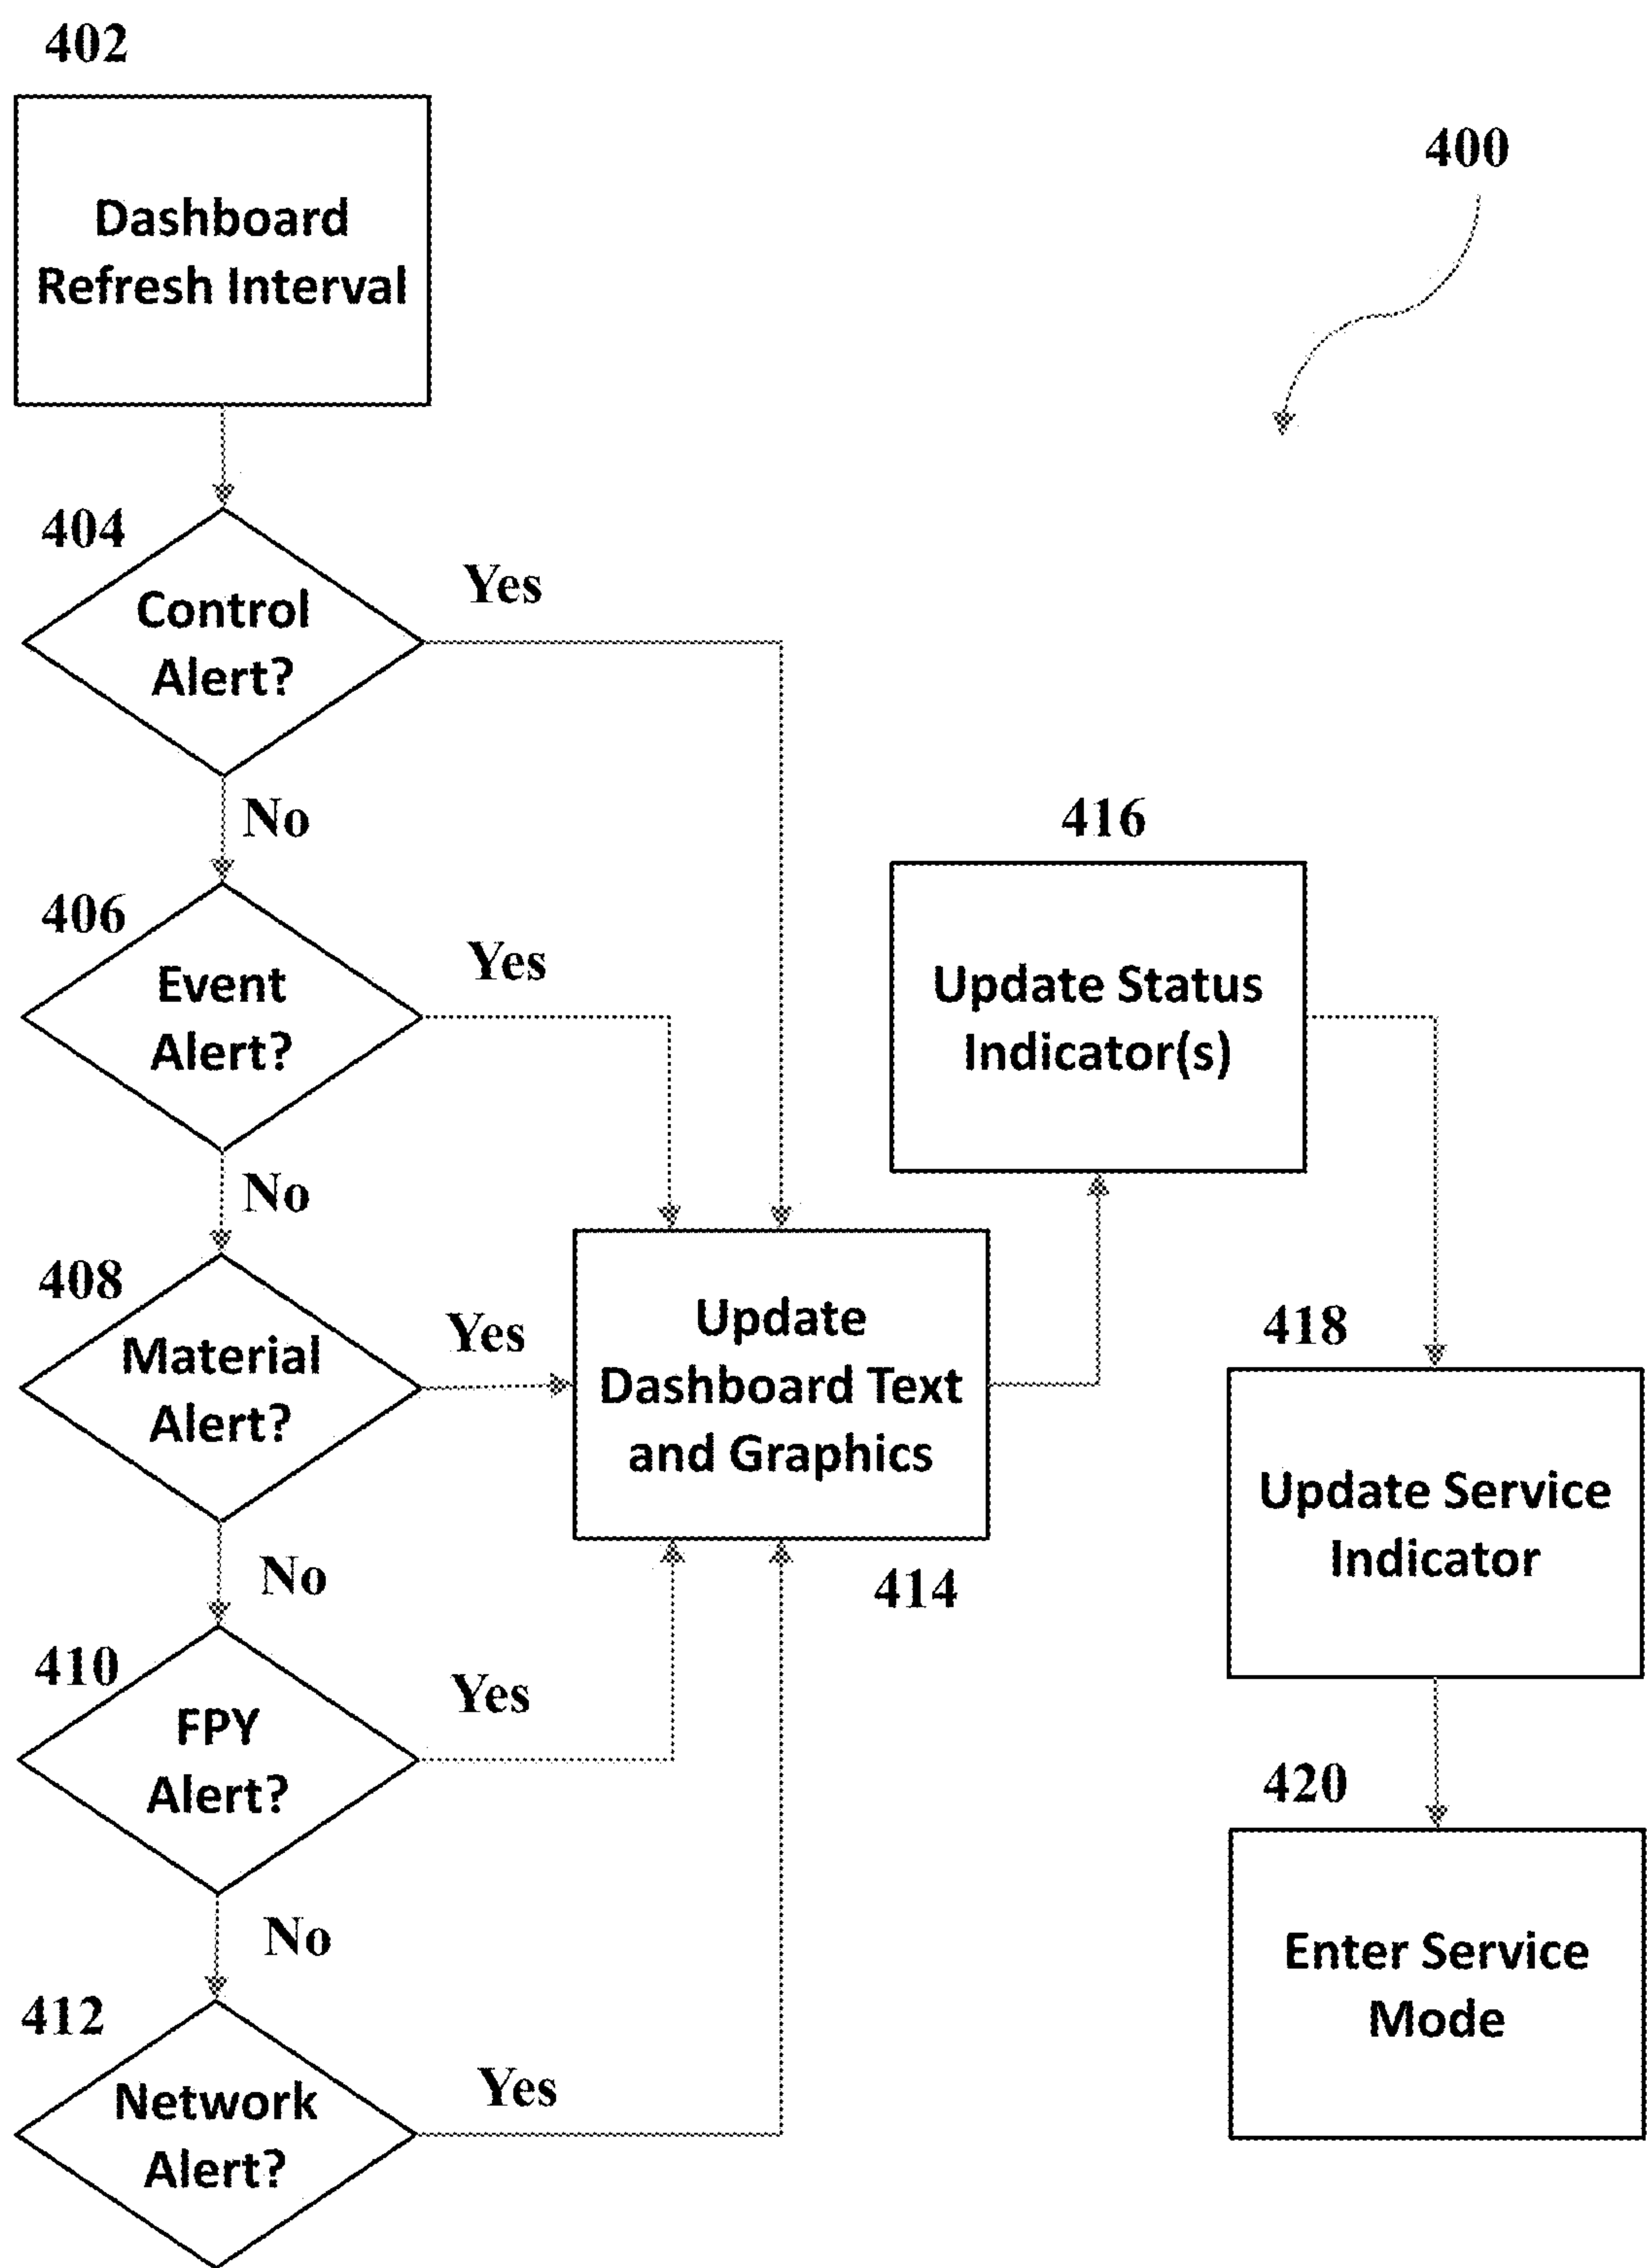 402
Dashboard
Refresh Interval
400
404
Control
Alert?
Yes
No
406
Event
Alert?
Yes
No
408
Material
Alert?
Yes
No
410
FPY
Alert?
Yes
No
412
Network
Alert?
Yes
Update
Dashboard Text
and Graphics
414
416
Update Status
Indicator(s)
418
Update Service
Indicator
420
Enter Service
Mode